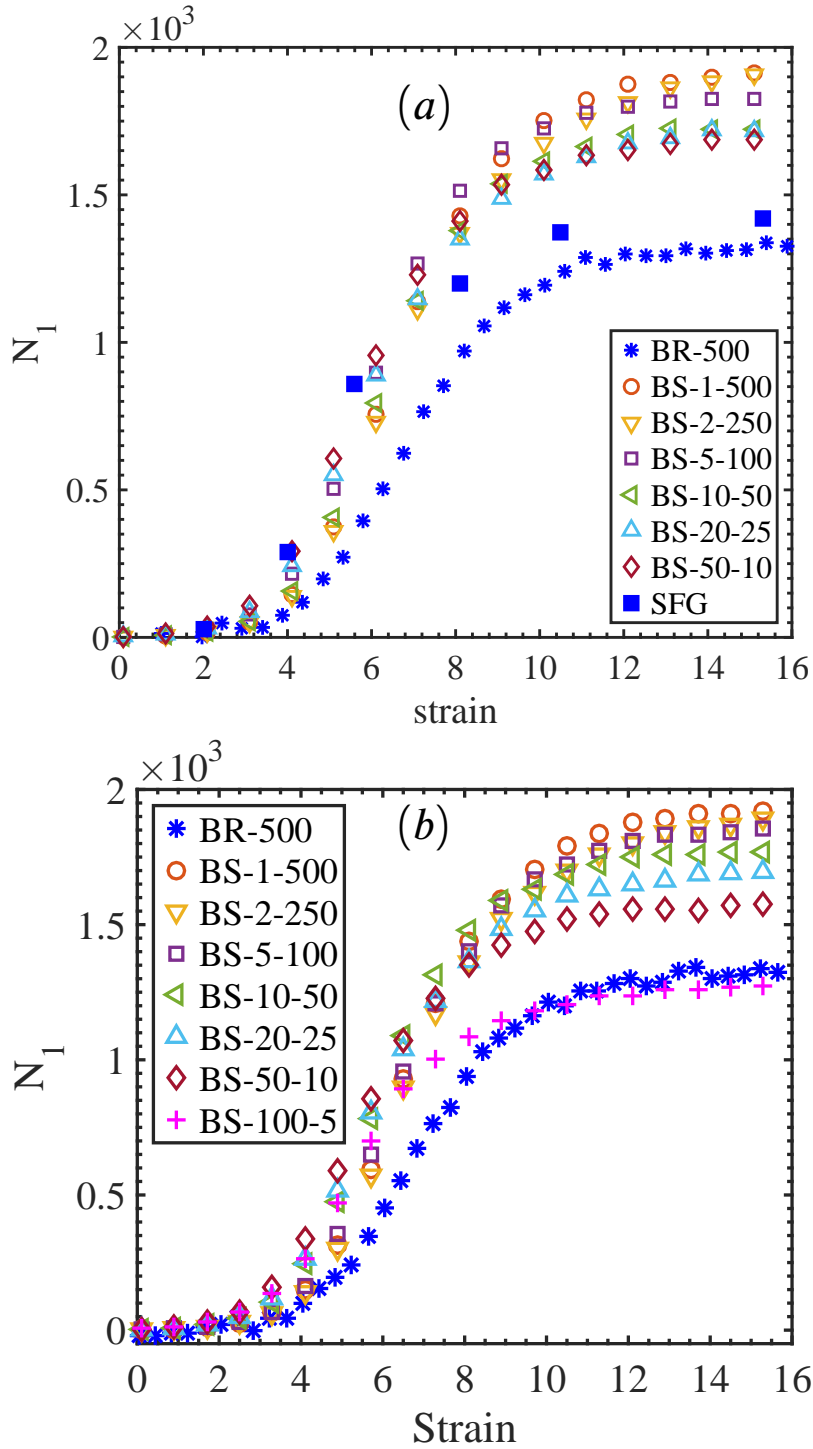 ×10³
(a)
2
1.5
1
0.5
0
N₁
BR-500
BS-1-500
BS-2-250
BS-5-100
BS-10-50
BS-20-25
BS-50-10
SFG
0 2 4 6 8 10 12 14 16
strain
×10³
(b)
2
1.5
1
0.5
0
N₁
BR-500
BS-1-500
BS-2-250
BS-5-100
BS-10-50
BS-20-25
BS-50-10
BS-100-5
0 2 4 6 8 10 12 14 16
Strain